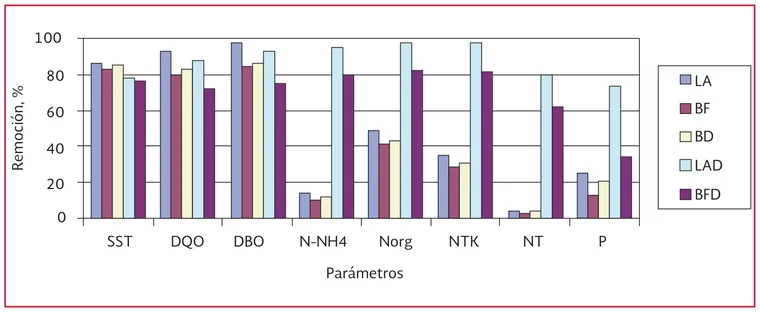 Remoción, %
100
80
60
40
20
0
SST DQO DBO N-NH4 Norg NTK NT P
Parámetros
LA
BF
BD
LAD
BFD